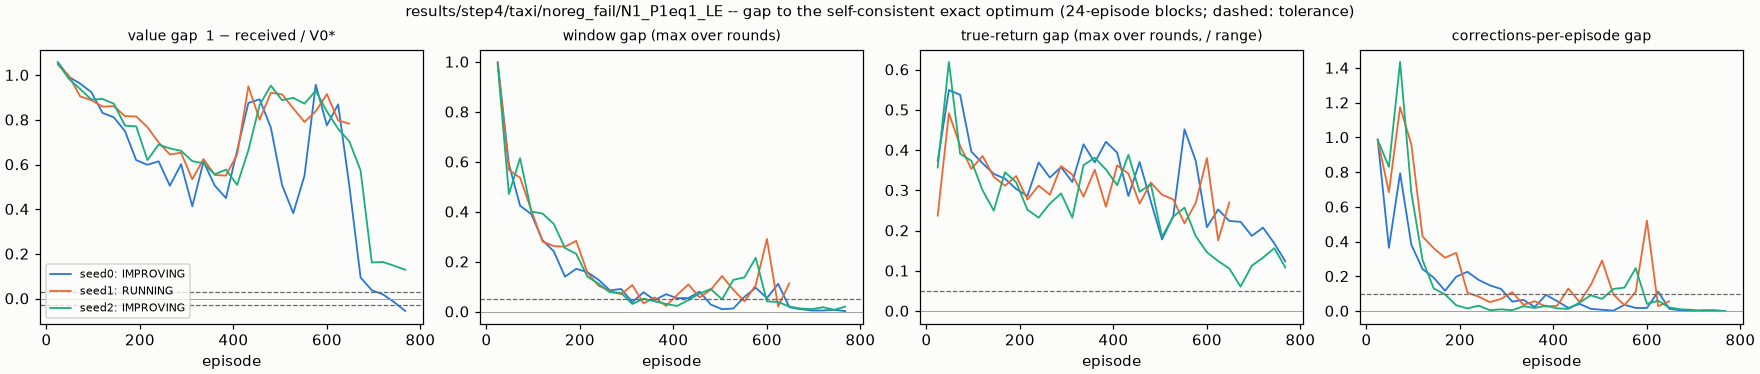 results/step4/taxi/noreg_fail/N1_P1eq1_LE -- gap to the self-consistent exact optimum (24-episode blocks; dashed: tolerance)
value gap  1 − received / V0*
1.0
0.8
0.6
0.4
0.2
0.0
seed0: IMPROVING
seed1: RUNNING
seed2: IMPROVING
0 200 400 600 800
episode
window gap (max over rounds)
1.0
0.8
0.6
0.4
0.2
0.0
0 200 400 600 800
episode
true-return gap (max over rounds, / range)
0.6
0.5
0.4
0.3
0.2
0.1
0.0
0 200 400 600 800
episode
corrections-per-episode gap
1.4
1.2
1.0
0.8
0.6
0.4
0.2
0.0
0 200 400 600 800
episode